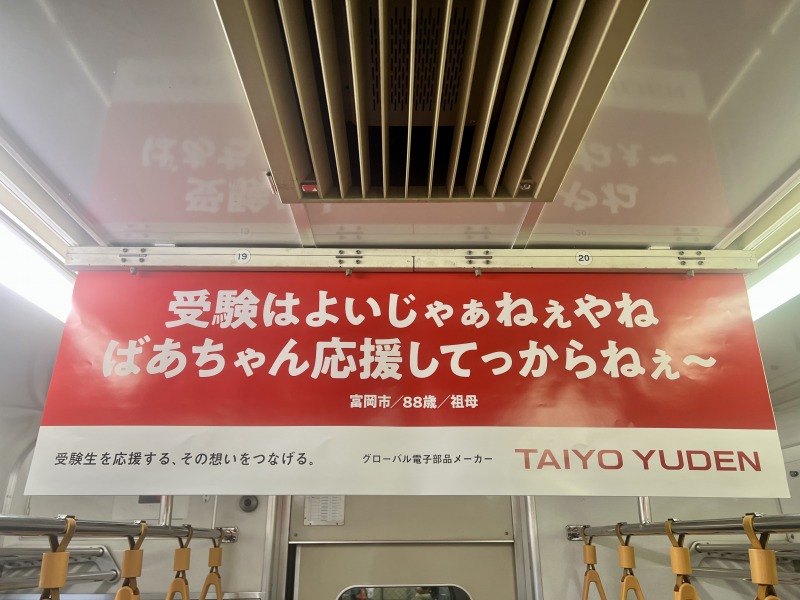 19
20
受験はよいじゃぁねぇやね
ばあちゃん応援してっからねぇ〜
富岡市／88歳／祖母
受験生を応援する、その想いをつなげる。
グローバル電子部品メーカー
TAIYO YUDEN